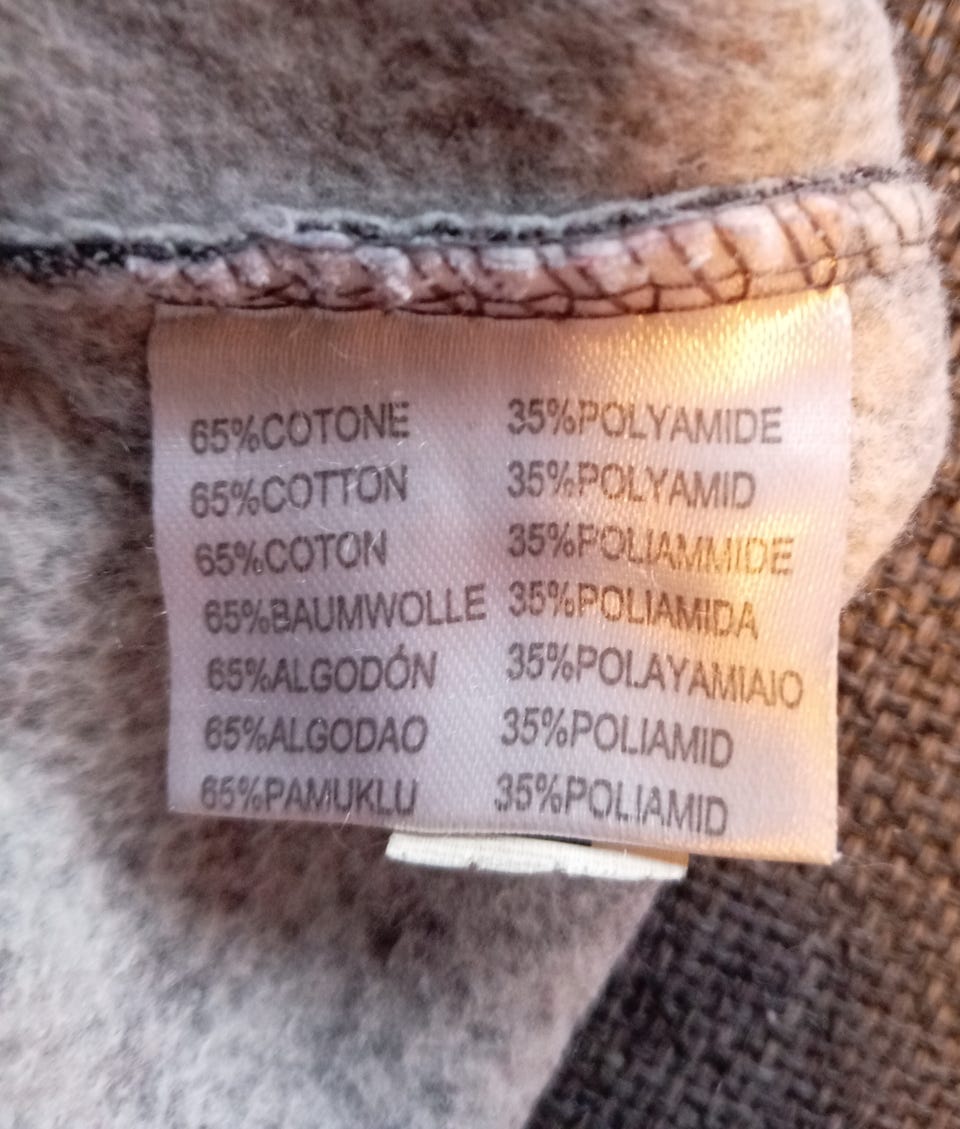 65%COTONE 35%POLYAMIDE
65%COTTON 35%POLYAMID
65%COTON 35%POLIAMMIDE
65%BAUMWOLLE 35%POLIAMIDA
65%ALGODÓN 35%POLAYAMIAIO
65%ALGODAO 35%POLIAMID
65%PAMUKLU 35%POLIAMID